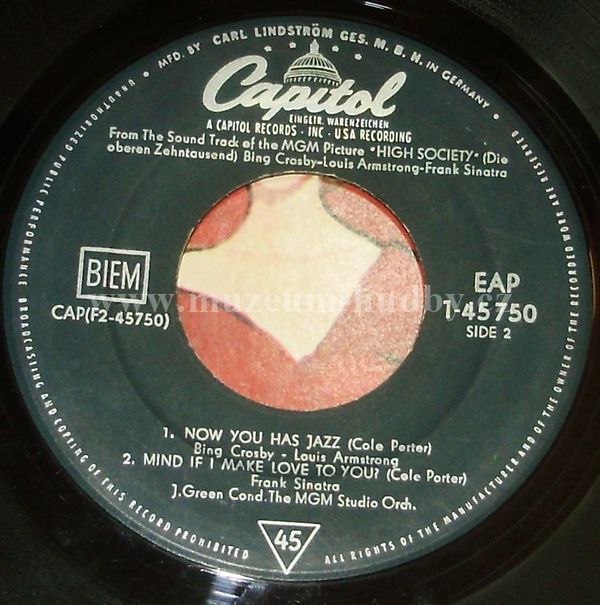 MFD. BY CARL LINDSTRÖM GES. M. B. H. IN GERMANY
Capitol
EINGETR. WARENZEICHEN
A CAPITOL RECORDS · INC · USA RECORDING
From The Sound Track of the MGM Picture "HIGH SOCIETY" (Die
oberen Zehntausend) Bing Crosby-Louis Armstrong-Frank Sinatra
BIEM
CAP(F2-45750)
EAP
1-45750
SIDE 2
www.muzeum-hudby.cz
1. NOW YOU HAS JAZZ (Cole Porter)
Bing Crosby - Louis Armstrong
2. MIND IF I MAKE LOVE TO YOU? (Cole Porter)
Frank Sinatra
J. Green Cond. The MGM Studio Orch.
45
ALL RIGHTS OF THE MANUFACTURER AND OF THE OWNER OF THE RECORDED WORK ARE RESERVED
UNAUTHORIZED PUBLIC PERFORMANCE BROADCASTING AND COPYING OF THIS RECORD PROHIBITED